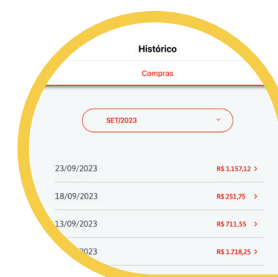 Histórico
Compras
SET/2023
23/09/2023 R$ 1.157,12 >
18/09/2023 R$ 251,75 >
13/09/2023 R$ 711,55 >
2023 R$ 1.718,25 >